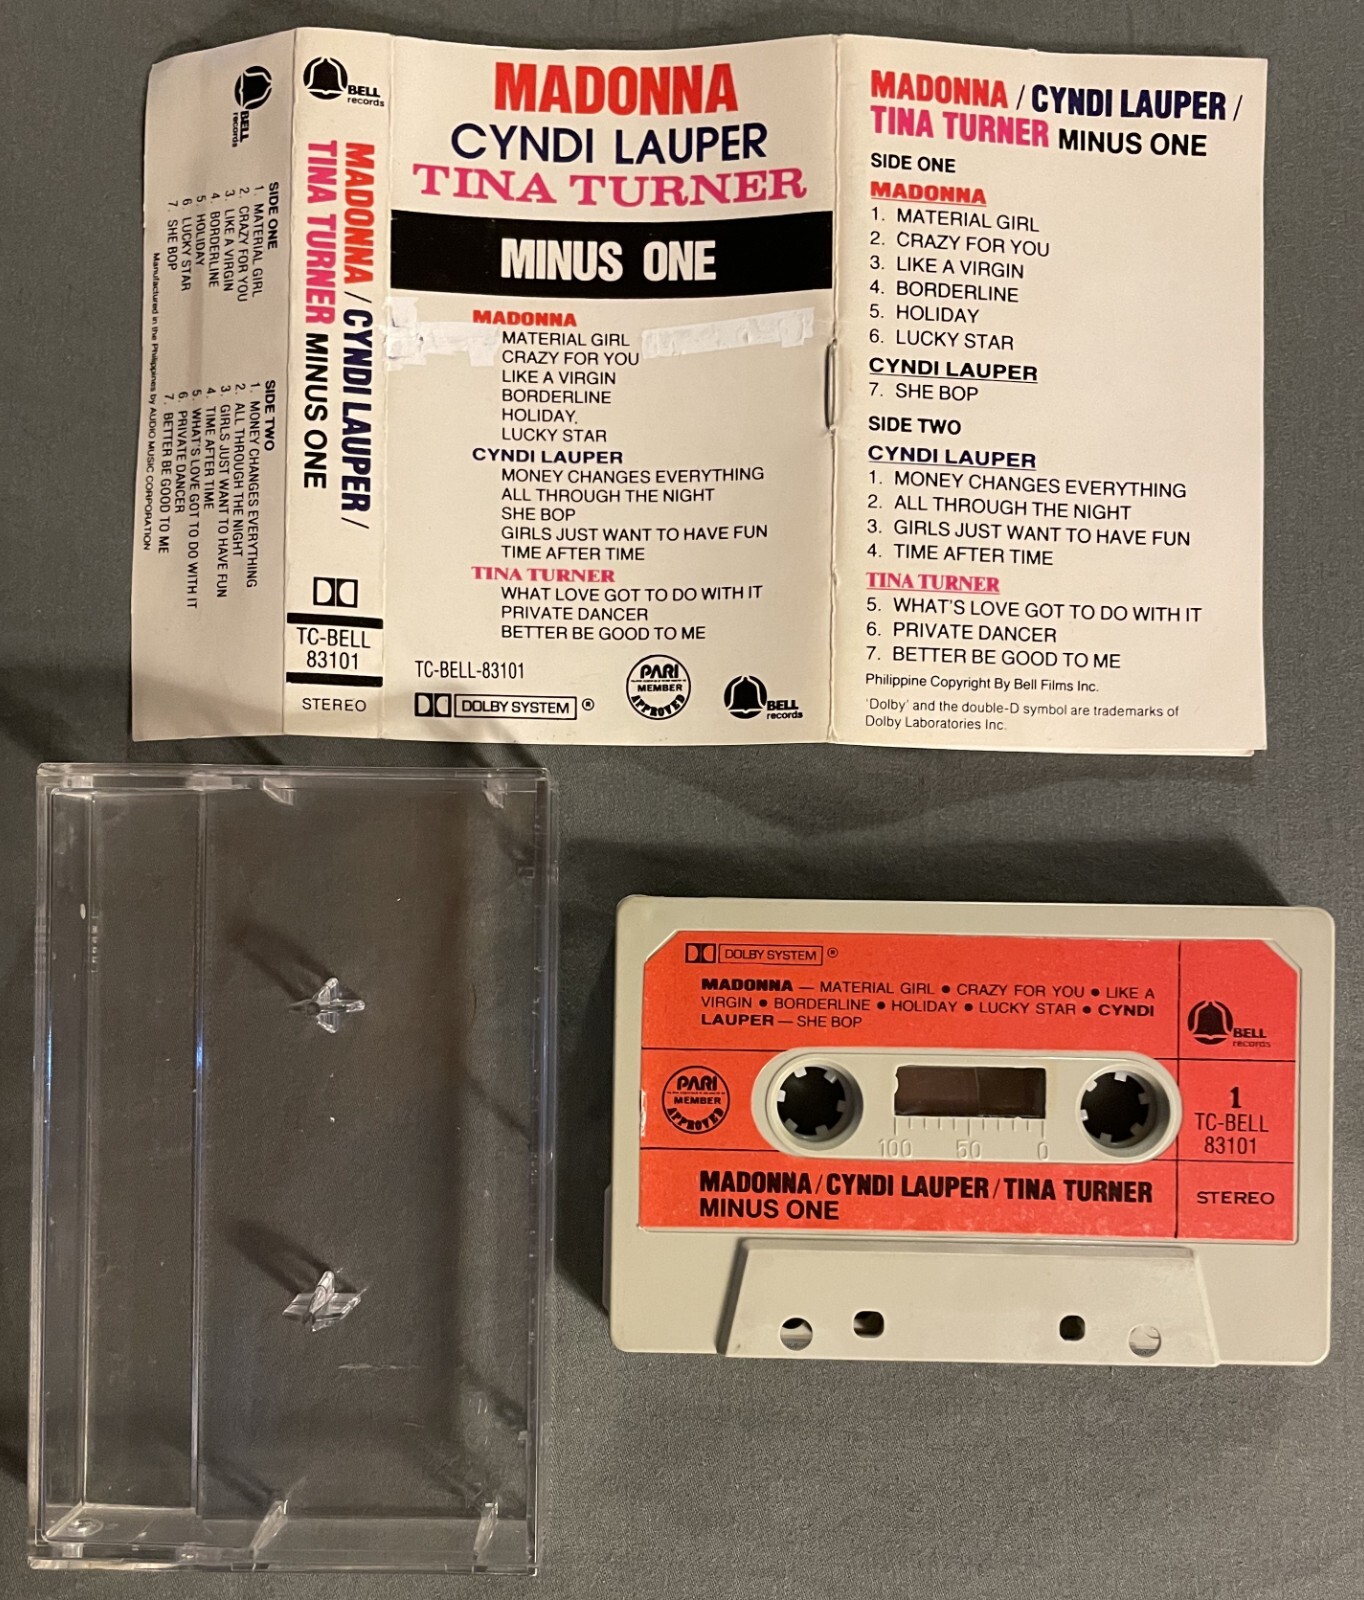 BELL
records
SIDE ONE
1. MATERIAL GIRL
2. CRAZY FOR YOU
3. LIKE A VIRGIN
4. BORDERLINE
5. HOLIDAY
6. LUCKY STAR
7. SHE BOP
SIDE TWO
1. MONEY CHANGES EVERYTHING
2. ALL THROUGH THE NIGHT
3. GIRLS JUST WANT TO HAVE FUN
4. TIME AFTER TIME
5. WHAT'S LOVE GOT TO DO WITH IT
6. PRIVATE DANCER
7. BETTER BE GOOD TO ME
Manufactured in the Philippines by AUDIO MUSIC CORPORATION
BELL
records
MADONNA / CYNDI LAUPER /
TINA TURNER MINUS ONE
TC-BELL
83101
STEREO
MADONNA
CYNDI LAUPER
TINA TURNER
MINUS ONE
MADONNA
MATERIAL GIRL
CRAZY FOR YOU
LIKE A VIRGIN
BORDERLINE
HOLIDAY,
LUCKY STAR
CYNDI LAUPER
MONEY CHANGES EVERYTHING
ALL THROUGH THE NIGHT
SHE BOP
GIRLS JUST WANT TO HAVE FUN
TIME AFTER TIME
TINA TURNER
WHAT LOVE GOT TO DO WITH IT
PRIVATE DANCER
BETTER BE GOOD TO ME
TC-BELL-83101
DOLBY SYSTEM ®
PARI
MEMBER
APPROVED
BELL
records
MADONNA / CYNDI LAUPER /
TINA TURNER MINUS ONE
SIDE ONE
MADONNA
1. MATERIAL GIRL
2. CRAZY FOR YOU
3. LIKE A VIRGIN
4. BORDERLINE
5. HOLIDAY
6. LUCKY STAR
CYNDI LAUPER
7. SHE BOP
SIDE TWO
CYNDI LAUPER
1. MONEY CHANGES EVERYTHING
2. ALL THROUGH THE NIGHT
3. GIRLS JUST WANT TO HAVE FUN
4. TIME AFTER TIME
TINA TURNER
5. WHAT'S LOVE GOT TO DO WITH IT
6. PRIVATE DANCER
7. BETTER BE GOOD TO ME
Philippine Copyright By Bell Films Inc.
'Dolby' and the double-D symbol are trademarks of
Dolby Laboratories Inc.
DOLBY SYSTEM ®
MADONNA — MATERIAL GIRL ● CRAZY FOR YOU ● LIKE A
VIRGIN ● BORDERLINE ● HOLIDAY ● LUCKY STAR ● CYNDI
LAUPER — SHE BOP
BELL
records
PARI
MEMBER
APPROVED
100 50 0
1
TC-BELL
83101
MADONNA/CYNDI LAUPER/TINA TURNER
MINUS ONE
STEREO